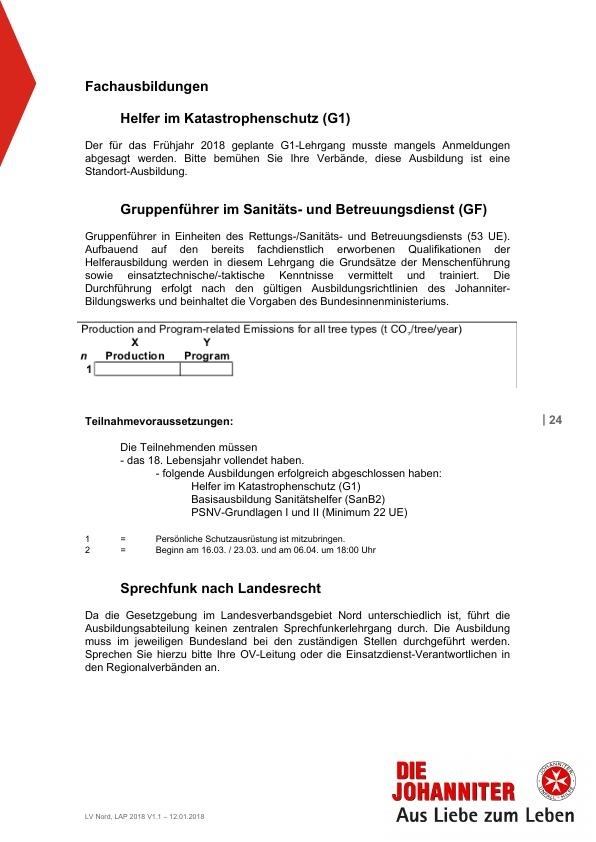 Fachausbildungen
Helfer im Katastrophenschutz (G1)
Der für das Frühjahr 2018 geplante G1-Lehrgang musste mangels Anmeldungen
abgesagt werden. Bitte bemühen Sie Ihre Verbände, diese Ausbildung ist eine
Standort-Ausbildung.
Gruppenführer im Sanitäts- und Betreuungsdienst (GF)
Gruppenführer in Einheiten des Rettungs-/Sanitäts- und Betreuungsdiensts (53 UE).
Aufbauend auf den bereits fachdienstlich erworbenen Qualifikationen der
Helferausbildung werden in diesem Lehrgang die Grundsätze der Menschenführung
sowie einsatztechnische/-taktische Kenntnisse vermittelt und trainiert. Die
Durchführung erfolgt nach den gültigen Ausbildungsrichtlinien des Johanniter-
Bildungswerks und beinhaltet die Vorgaben des Bundesinnenministeriums.
Production and Program-related Emissions for all tree types (t CO₂/tree/year)
X Y
n Production Program
1
| 24
Teilnahmevoraussetzungen:
Die Teilnehmenden müssen
- das 18. Lebensjahr vollendet haben.
- folgende Ausbildungen erfolgreich abgeschlossen haben:
Helfer im Katastrophenschutz (G1)
Basisausbildung Sanitätshelfer (SanB2)
PSNV-Grundlagen I und II (Minimum 22 UE)
1 = Persönliche Schutzausrüstung ist mitzubringen.
2 = Beginn am 16.03. / 23.03. und am 06.04. um 18:00 Uhr
Sprechfunk nach Landesrecht
Da die Gesetzgebung im Landesverbandsgebiet Nord unterschiedlich ist, führt die
Ausbildungsabteilung keinen zentralen Sprechfunkerlehrgang durch. Die Ausbildung
muss im jeweiligen Bundesland bei den zuständigen Stellen durchgeführt werden.
Sprechen Sie hierzu bitte Ihre OV-Leitung oder die Einsatzdienst-Verantwortlichen in
den Regionalverbänden an.
DIE
JOHANNITER
JOHANNITER
UNFALL-HILFE
Aus Liebe zum Leben
LV Nord, LAP 2018 V1.1 – 12.01.2018